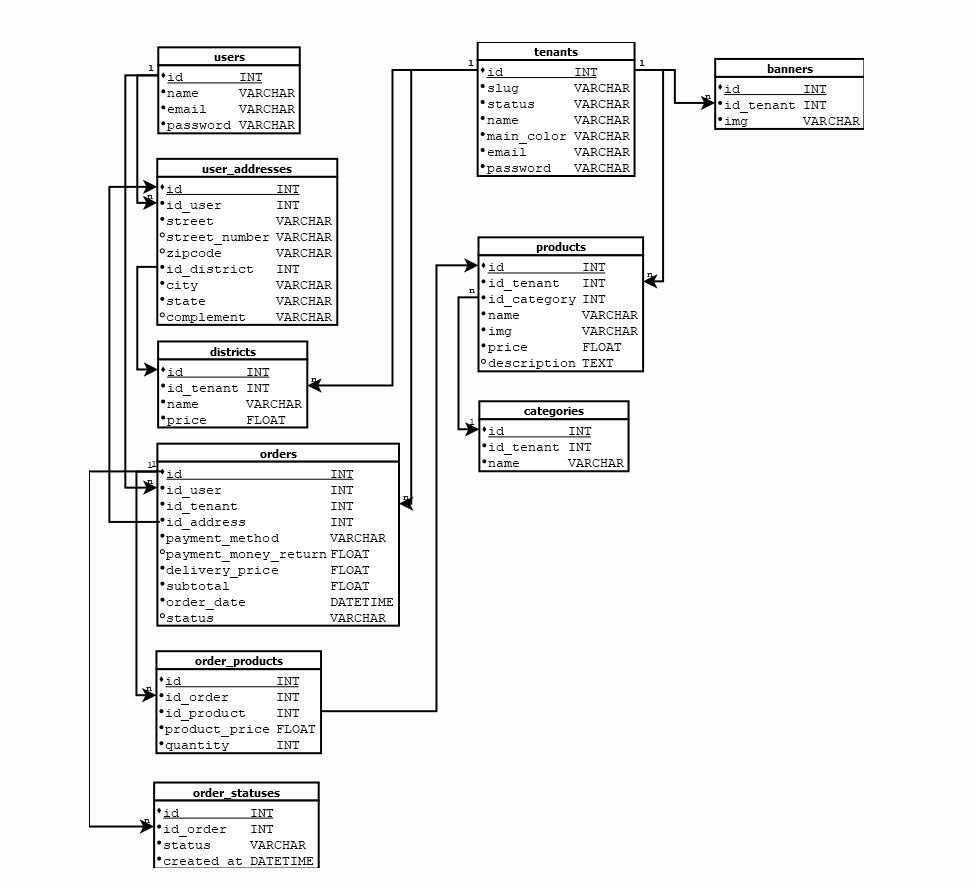 users
1
id INT
name VARCHAR
email VARCHAR
password VARCHAR
user_addresses
id INT
n
id_user INT
street VARCHAR
street_number VARCHAR
zipcode VARCHAR
id_district INT
city VARCHAR
state VARCHAR
complement VARCHAR
districts
id INT
n
id_tenant INT
name VARCHAR
price FLOAT
orders
1
1
id INT
n
id_user INT
n
id_tenant INT
id_address INT
payment_method VARCHAR
payment_money_return FLOAT
delivery_price FLOAT
subtotal FLOAT
order_date DATETIME
status VARCHAR
order_products
id INT
n
id_order INT
id_product INT
product_price FLOAT
quantity INT
order_statuses
id INT
n
id_order INT
status VARCHAR
created at DATETIME
tenants
1
1
id INT
slug VARCHAR
status VARCHAR
name VARCHAR
main_color VARCHAR
email VARCHAR
password VARCHAR
products
id INT
n
id_tenant INT
n
id_category INT
name VARCHAR
img VARCHAR
price FLOAT
description TEXT
categories
1
id INT
id_tenant INT
name VARCHAR
banners
id INT
n
id_tenant INT
img VARCHAR